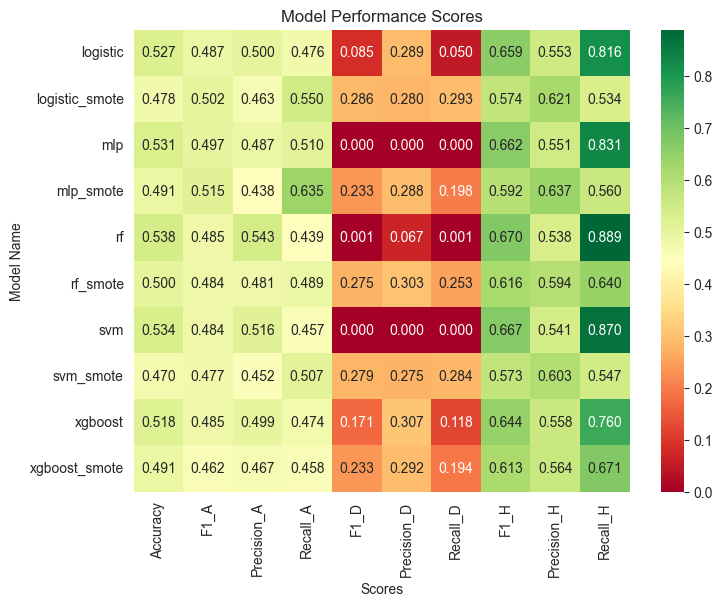 Model Performance Scores
Model Name
logistic 0.527 0.487 0.500 0.476 0.085 0.289 0.050 0.659 0.553 0.816
logistic_smote 0.478 0.502 0.463 0.550 0.286 0.280 0.293 0.574 0.621 0.534
mlp 0.531 0.497 0.487 0.510 0.000 0.000 0.000 0.662 0.551 0.831
mlp_smote 0.491 0.515 0.438 0.635 0.233 0.288 0.198 0.592 0.637 0.560
rf 0.538 0.485 0.543 0.439 0.001 0.067 0.001 0.670 0.538 0.889
rf_smote 0.500 0.484 0.481 0.489 0.275 0.303 0.253 0.616 0.594 0.640
svm 0.534 0.484 0.516 0.457 0.000 0.000 0.000 0.667 0.541 0.870
svm_smote 0.470 0.477 0.452 0.507 0.279 0.275 0.284 0.573 0.603 0.547
xgboost 0.518 0.485 0.499 0.474 0.171 0.307 0.118 0.644 0.558 0.760
xgboost_smote 0.491 0.462 0.467 0.458 0.233 0.292 0.194 0.613 0.564 0.671
Accuracy F1_A Precision_A Recall_A F1_D Precision_D Recall_D F1_H Precision_H Recall_H
Scores
0.8
0.7
0.6
0.5
0.4
0.3
0.2
0.1
0.0